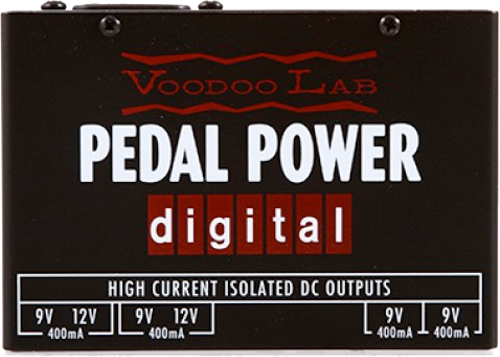 VOODOO LAB
PEDAL POWER
digital
HIGH CURRENT ISOLATED DC OUTPUTS
9V 12V 9V 12V 9V 9V
400mA 400mA 400mA 400mA